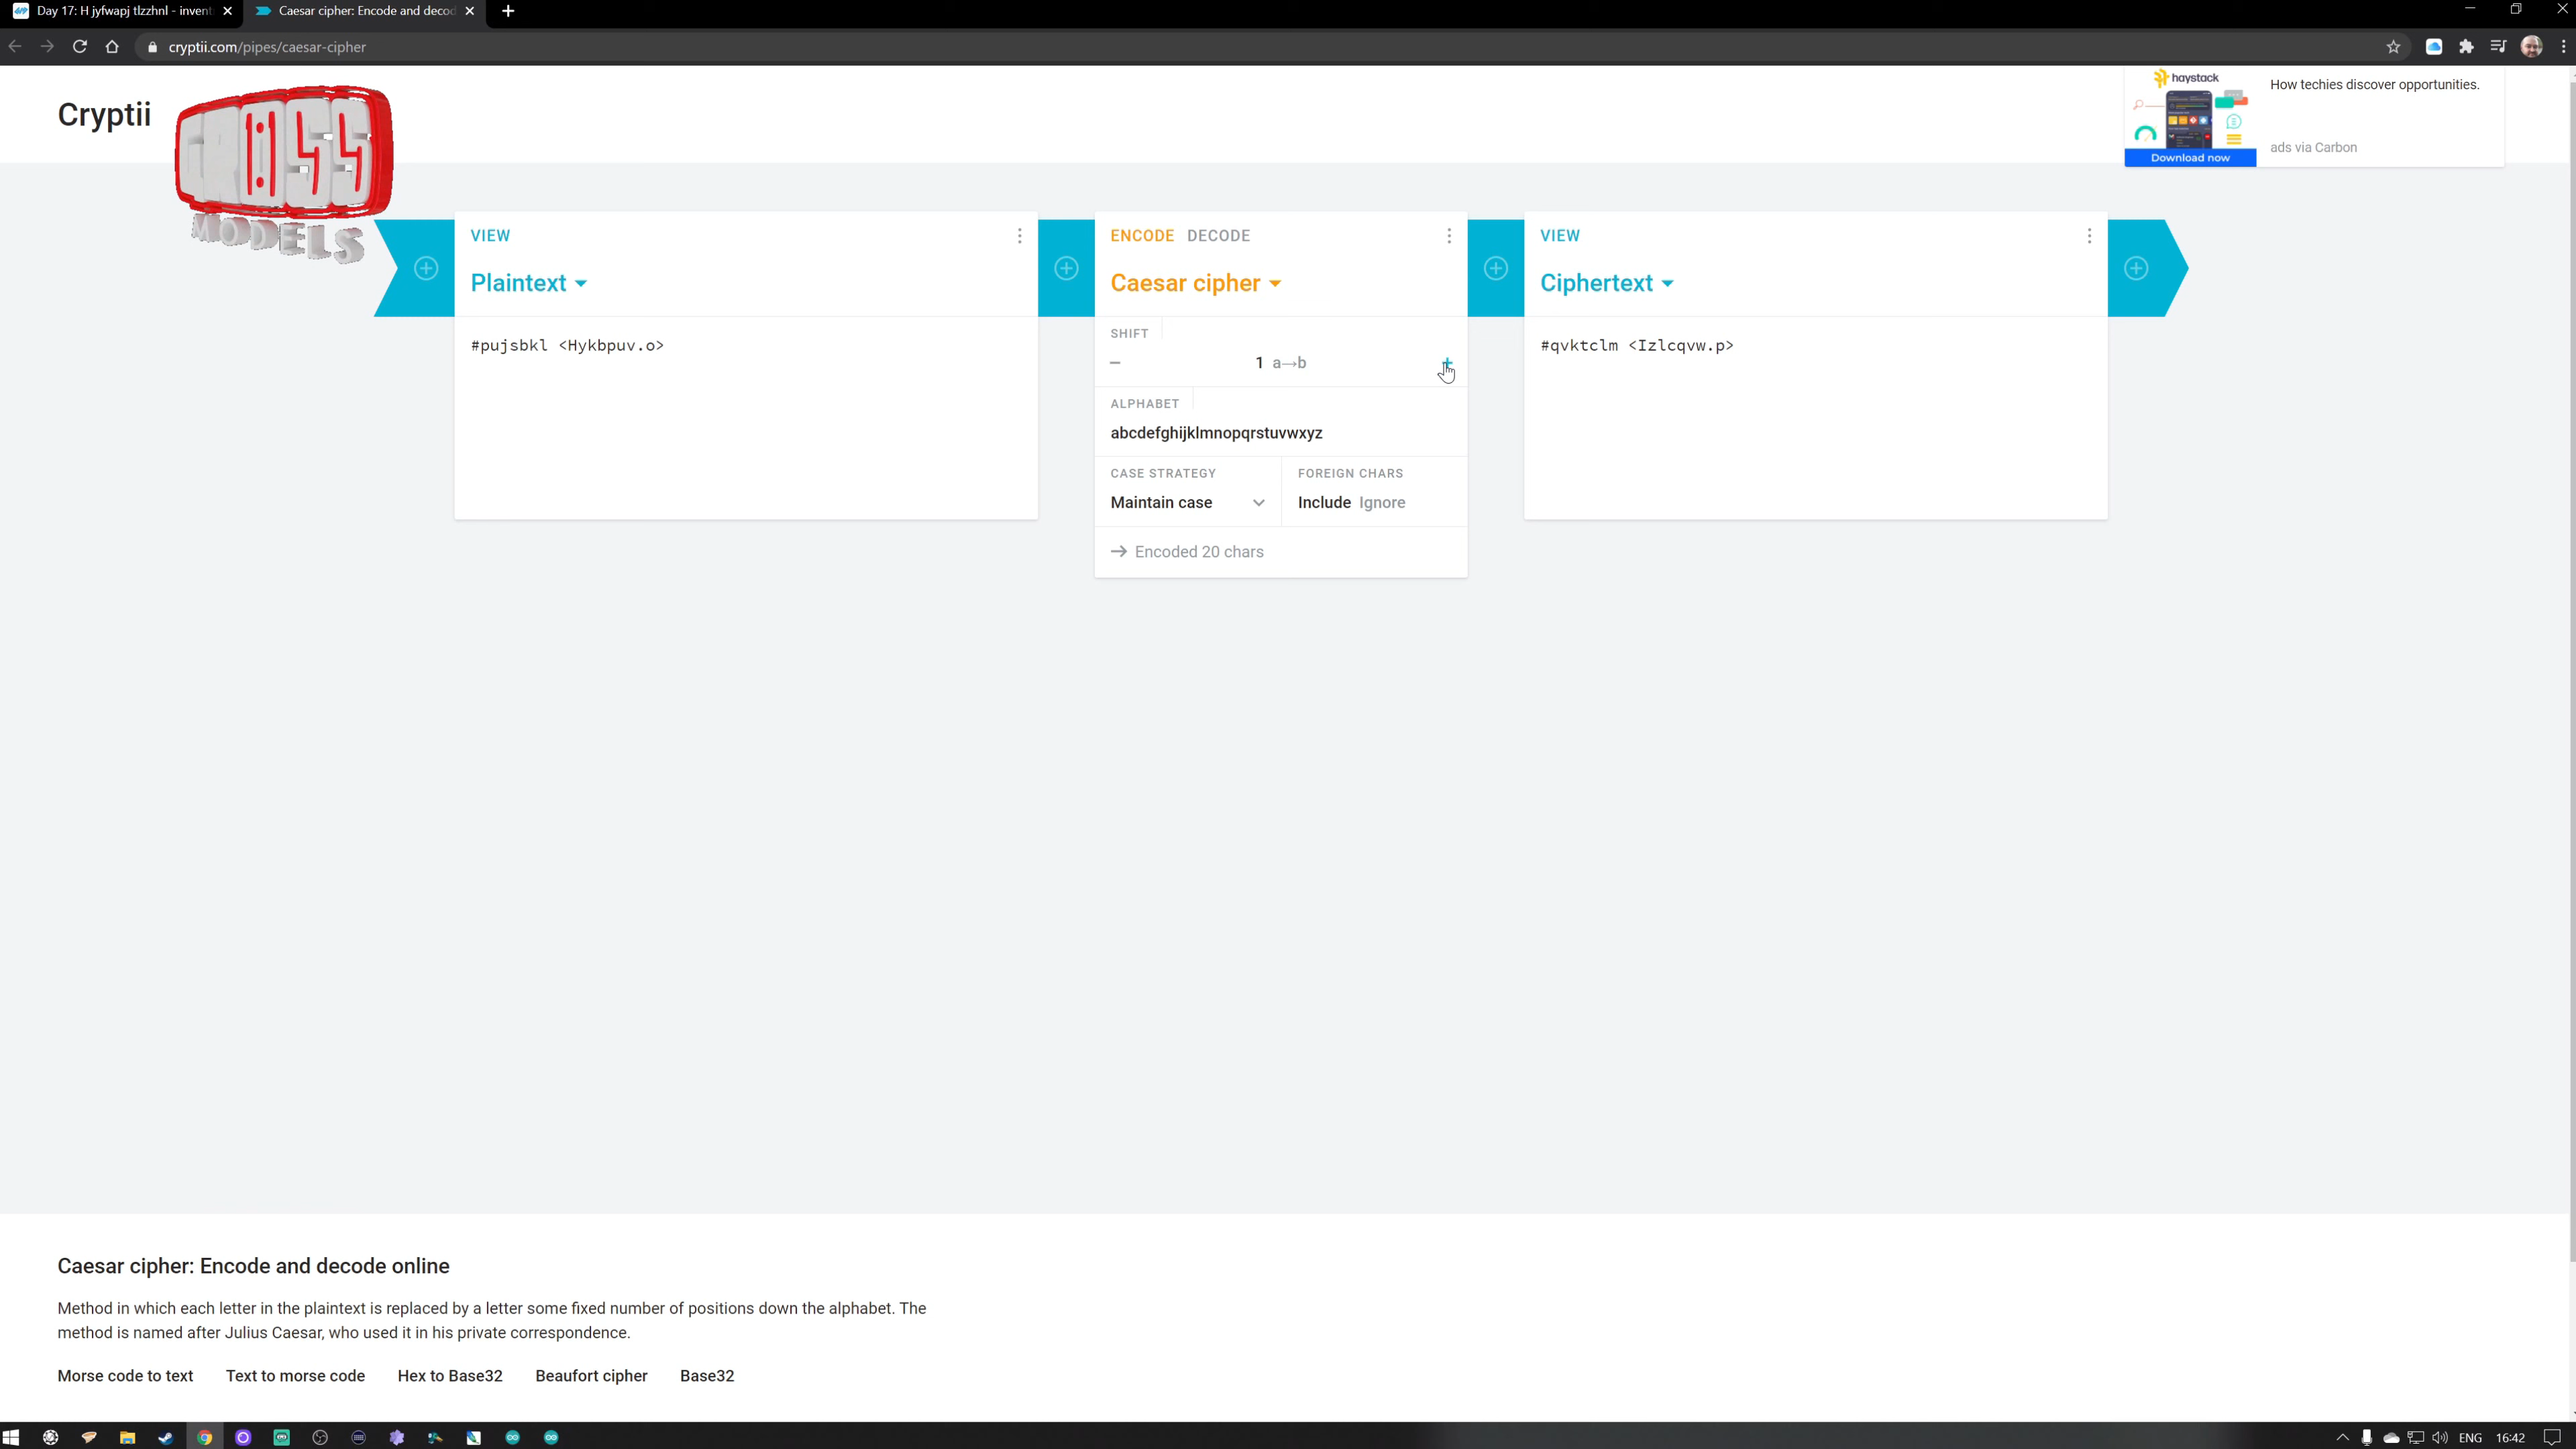 Day 17: H jyfwapj tlzzhnl - invent
Caesar cipher: Encode and decod
cryptii.com/pipes/caesar-cipher
Cryptii
CROSS
MODELS
haystack
Download now
How techies discover opportunities.
ads via Carbon
VIEW
Plaintext
#pujsbkl <Hykbpuv.o>
ENCODE DECODE
Caesar cipher
SHIFT
− 1 a→b +
ALPHABET
abcdefghijklmnopqrstuvwxyz
CASE STRATEGY
Maintain case
FOREIGN CHARS
Include Ignore
→ Encoded 20 chars
VIEW
Ciphertext
#qvktclm <Izlcqvw.p>
Caesar cipher: Encode and decode online
Method in which each letter in the plaintext is replaced by a letter some fixed number of positions down the alphabet. The
method is named after Julius Caesar, who used it in his private correspondence.
Morse code to text Text to morse code Hex to Base32 Beaufort cipher Base32
ENG 16:42